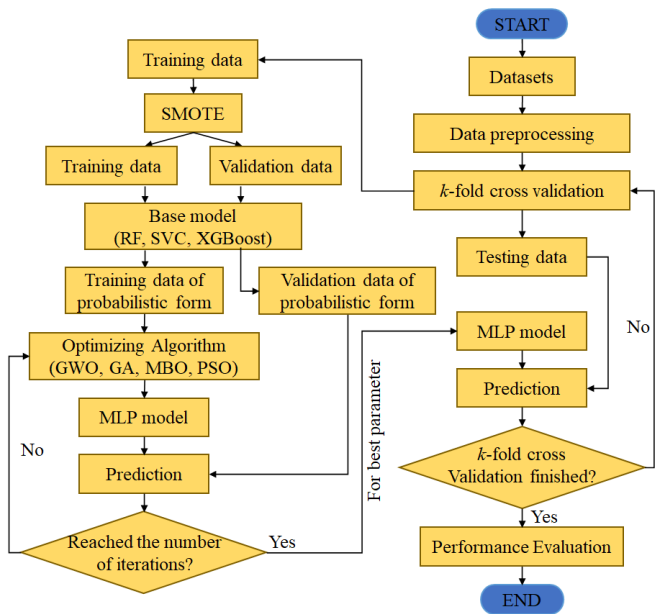 START
Datasets
Data preprocessing
k-fold cross validation
Training data
SMOTE
Training data
Validation data
Base model
(RF, SVC, XGBoost)
Training data of
probabilistic form
Validation data of
probabilistic form
Optimizing Algorithm
(GWO, GA, MBO, PSO)
MLP model
Prediction
No
Reached the number
of iterations?
Yes
For best parameter
Testing data
MLP model
Prediction
No
k-fold cross
Validation finished?
Yes
Performance Evaluation
END